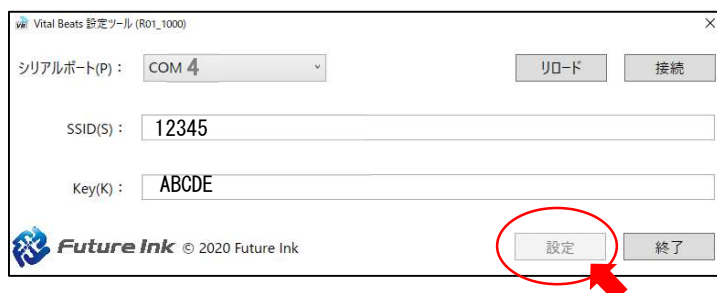 Vital Beats 設定ツール (R01_1000)
シリアルポート(P)： COM 4 リロード 接続
SSID(S)： 12345
Key(K)： ABCDE
Future Ink © 2020 Future Ink 設定 終了